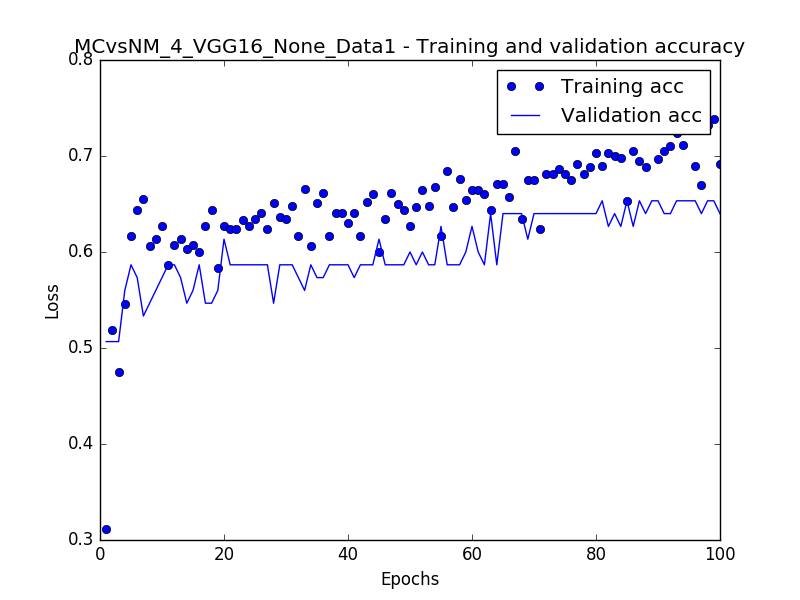 MCvsNM_4_VGG16_None_Data1 - Training and validation accuracy
0.8
Training acc
Validation acc
0.7
0.6
Loss
0.5
0.4
0.3
0 20 40 60 80 100
Epochs